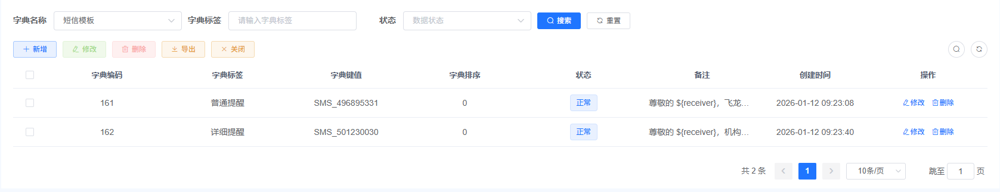 字典名称 短信模板 字典标签 请输入字典标签 状态 数据状态 搜索 重置
新增 修改 删除 导出 关闭
字典编码 字典标签 字典键值 字典排序 状态 备注 创建时间 操作
161 普通提醒 SMS_496895331 0 正常 尊敬的 ${receiver}，飞龙... 2026-01-12 09:23:08 修改 删除
162 详细提醒 SMS_501230030 0 正常 尊敬的 ${receiver}，机构... 2026-01-12 09:23:40 修改 删除
共 2 条 1 10条/页 跳至 1 页